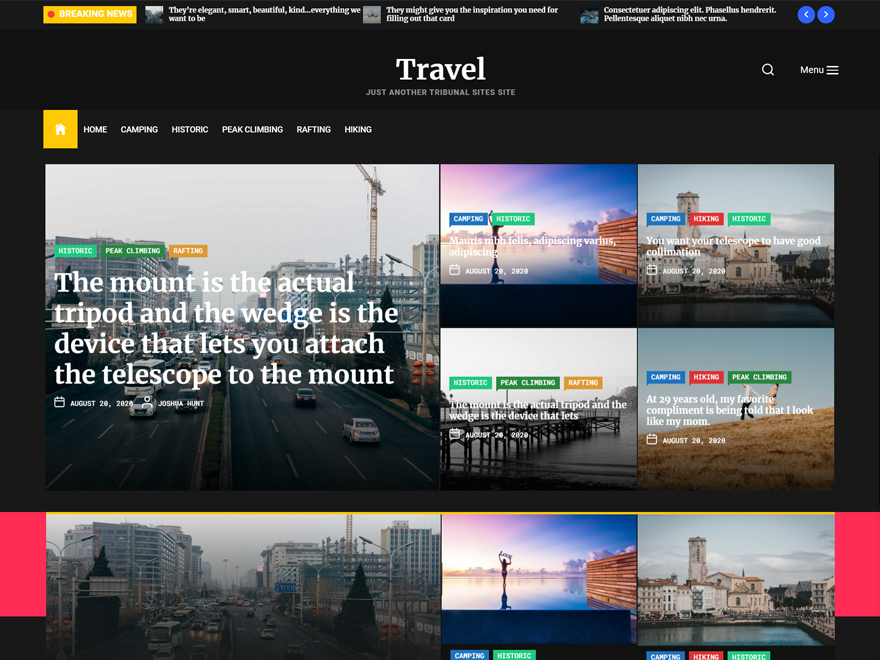 BREAKING NEWS
They're elegant, smart, beautiful, kind...everything we
want to be
They might give you the inspiration you need for
filling out that card
Consectetuer adipiscing elit. Phasellus hendrerit.
Pellentesque aliquet nibh nec urna.
Travel
JUST ANOTHER TRIBUNAL SITES SITE
Menu
HOME CAMPING HISTORIC PEAK CLIMBING RAFTING HIKING
HISTORIC PEAK CLIMBING RAFTING
The mount is the actual
tripod and the wedge is the
device that lets you attach
the telescope to the mount
AUGUST 20, 2020 JOSHUA HUNT
CAMPING HISTORIC
Mauris nibh felis, adipiscing varius,
adipiscing
AUGUST 20, 2020
CAMPING HIKING HISTORIC
You want your telescope to have good
collimation
AUGUST 20, 2020
HISTORIC PEAK CLIMBING RAFTING
The mount is the actual tripod and the
wedge is the device that lets
AUGUST 20, 2020
CAMPING HIKING PEAK CLIMBING
At 29 years old, my favorite
compliment is being told that I look
like my mom.
AUGUST 20, 2020
LOVE
CAMPING HISTORIC
CAMPING HIKING HISTORIC